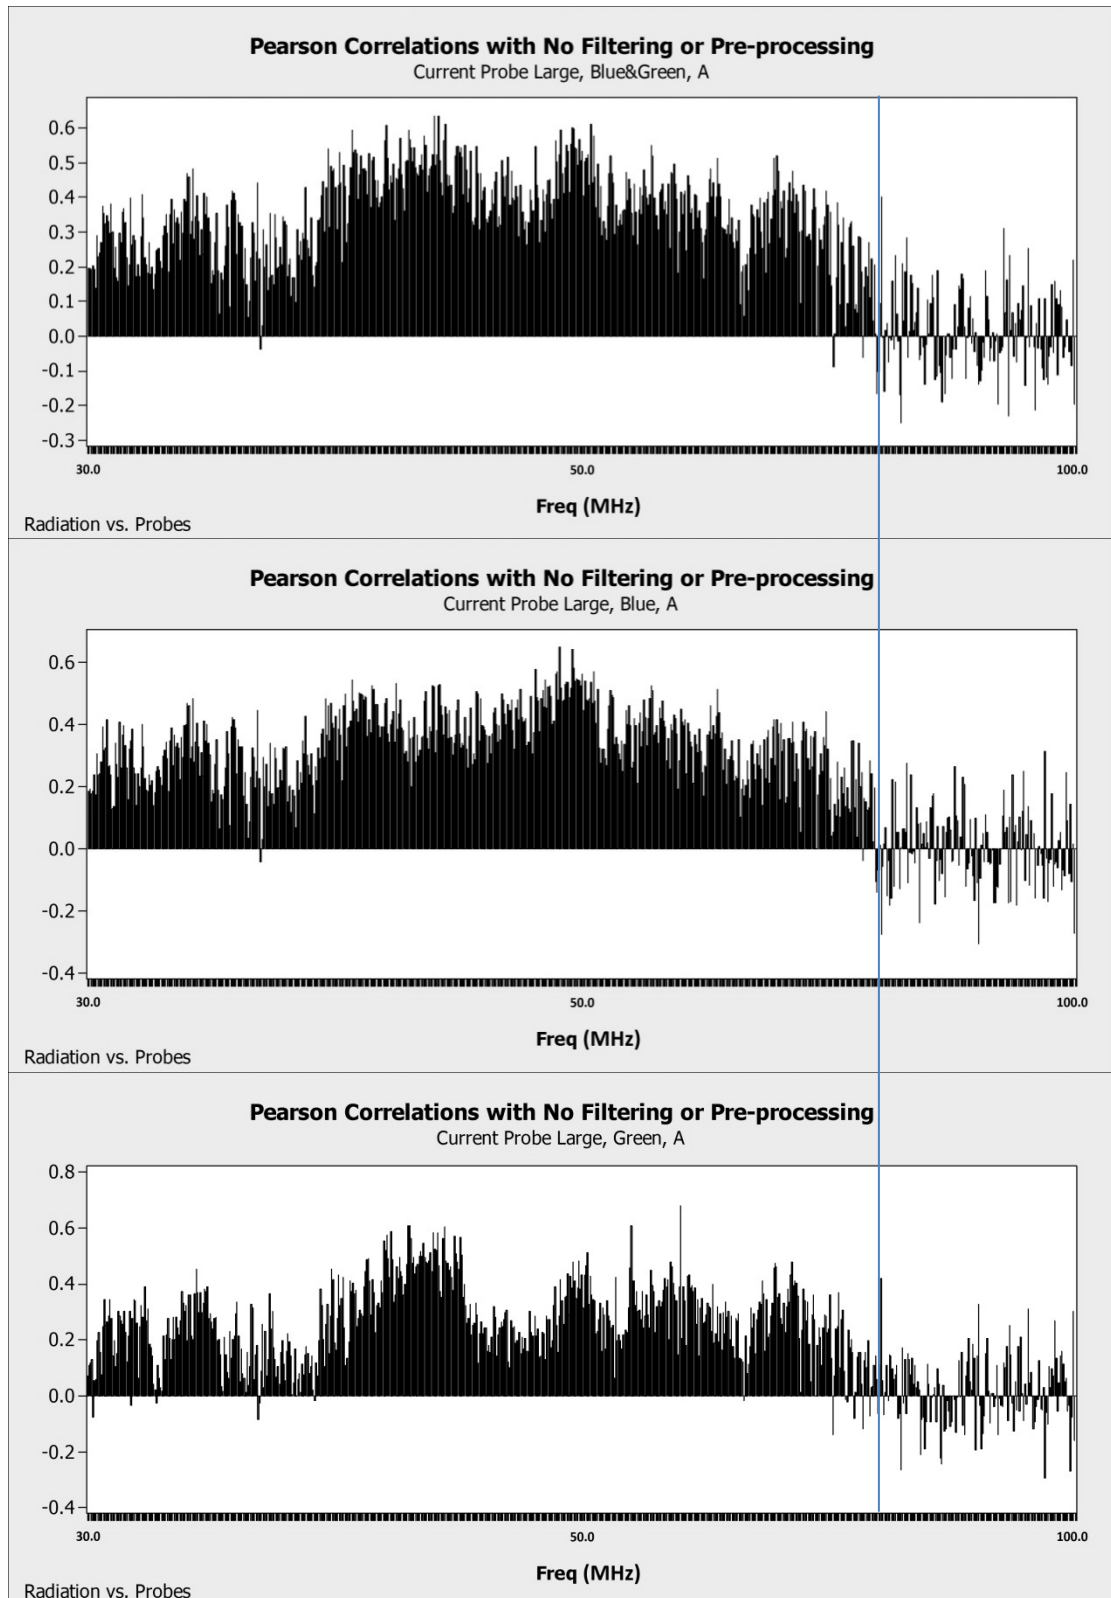 Pearson Correlations with No Filtering or Pre-processing
Current Probe Large, Blue&Green, A
0.6
0.5
0.4
0.3
0.2
0.1
0.0
-0.1
-0.2
-0.3
30.0 50.0 100.0
Freq (MHz)
Radiation vs. Probes
Pearson Correlations with No Filtering or Pre-processing
Current Probe Large, Blue, A
0.6
0.4
0.2
0.0
-0.2
-0.4
30.0 50.0 100.0
Freq (MHz)
Radiation vs. Probes
Pearson Correlations with No Filtering or Pre-processing
Current Probe Large, Green, A
0.8
0.6
0.4
0.2
0.0
-0.2
-0.4
30.0 50.0 100.0
Freq (MHz)
Radiation vs. Probes